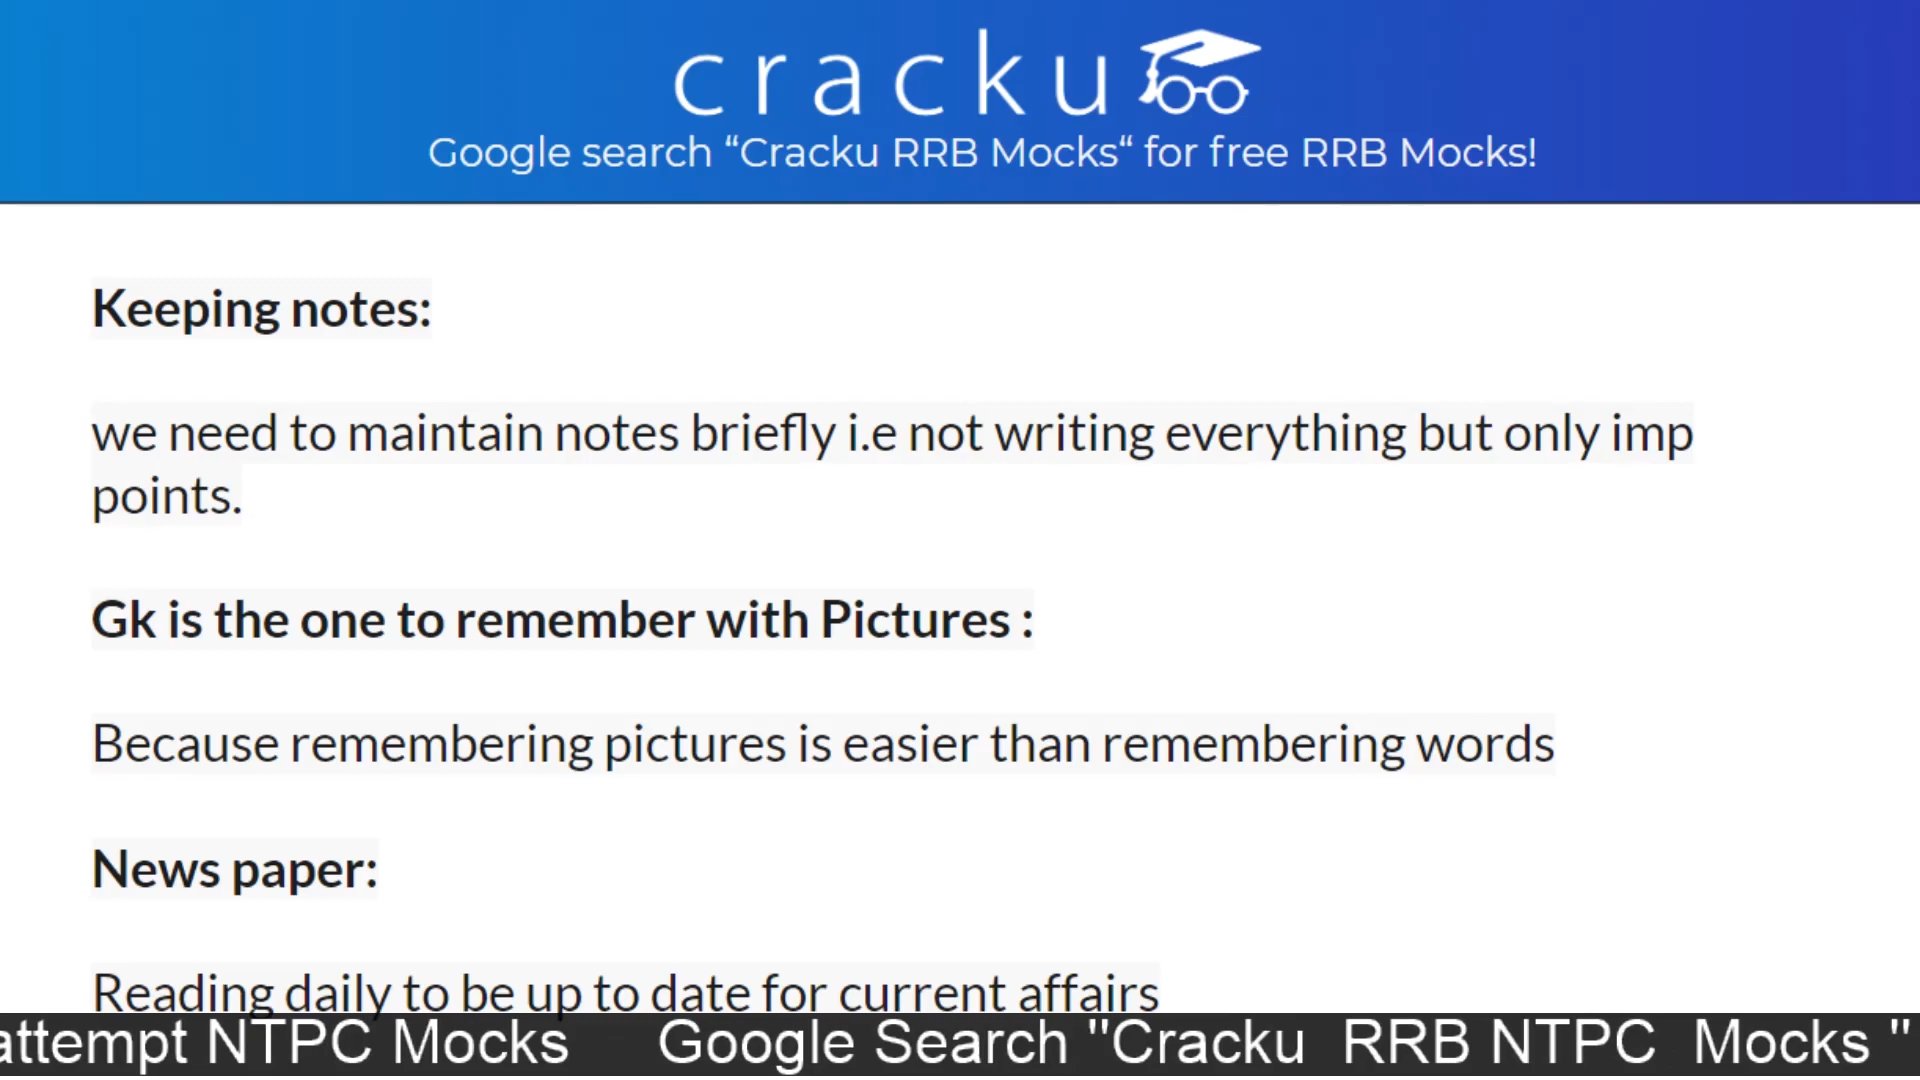 cracku
Google search “Cracku RRB Mocks“ for free RRB Mocks!
Keeping notes:
we need to maintain notes briefly i.e not writing everything but only imp
points.
Gk is the one to remember with Pictures :
Because remembering pictures is easier than remembering words
News paper:
Reading daily to be up to date for current affairs
attempt NTPC Mocks Google Search "Cracku RRB NTPC Mocks "